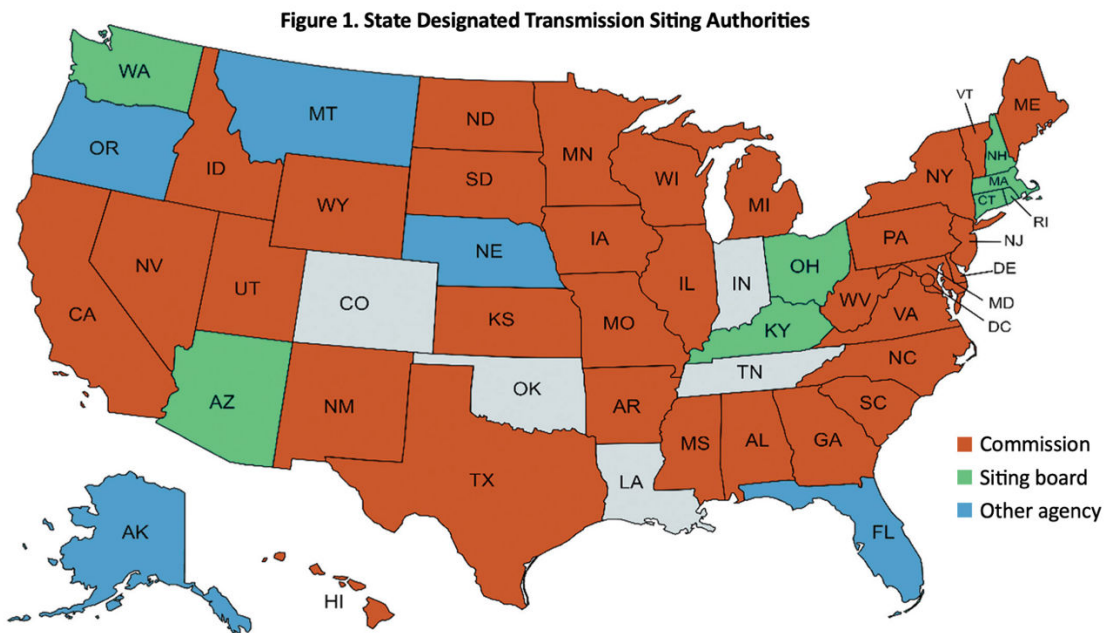 Figure 1. State Designated Transmission Siting Authorities
WA
MT
ND
VT
ME
OR
MN
ID
SD
WI
NH
NY
MA
WY
MI
CT
RI
IA
PA
NJ
NE
NV
OH
DE
UT
IL
IN
CO
WV
MD
CA
KS
MO
VA
DC
KY
NC
TN
AZ
OK
NM
AR
SC
MS
AL
GA
Commission
TX
LA
Siting board
Other agency
AK
FL
HI